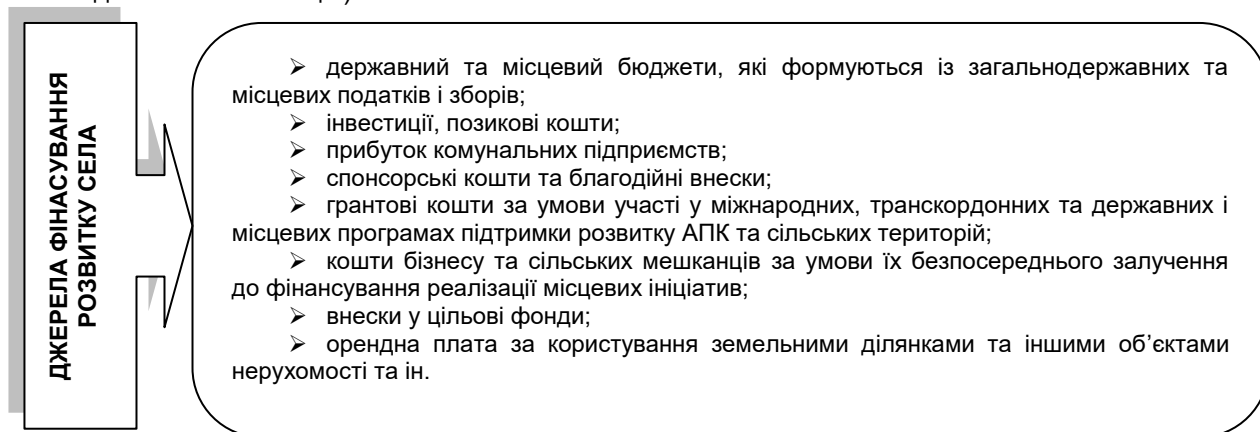 ДЖЕРЕЛА ФІНАСУВАННЯ
РОЗВИТКУ СЕЛА
➢ державний та місцевий бюджети, які формуються із загальнодержавних та
місцевих податків і зборів;
➢ інвестиції, позикові кошти;
➢ прибуток комунальних підприємств;
➢ спонсорські кошти та благодійні внески;
➢ грантові кошти за умови участі у міжнародних, транскордонних та державних і
місцевих програмах підтримки розвитку АПК та сільських територій;
➢ кошти бізнесу та сільських мешканців за умови їх безпосереднього залучення
до фінансування реалізації місцевих ініціатив;
➢ внески у цільові фонди;
➢ орендна плата за користування земельними ділянками та іншими об’єктами
нерухомості та ін.